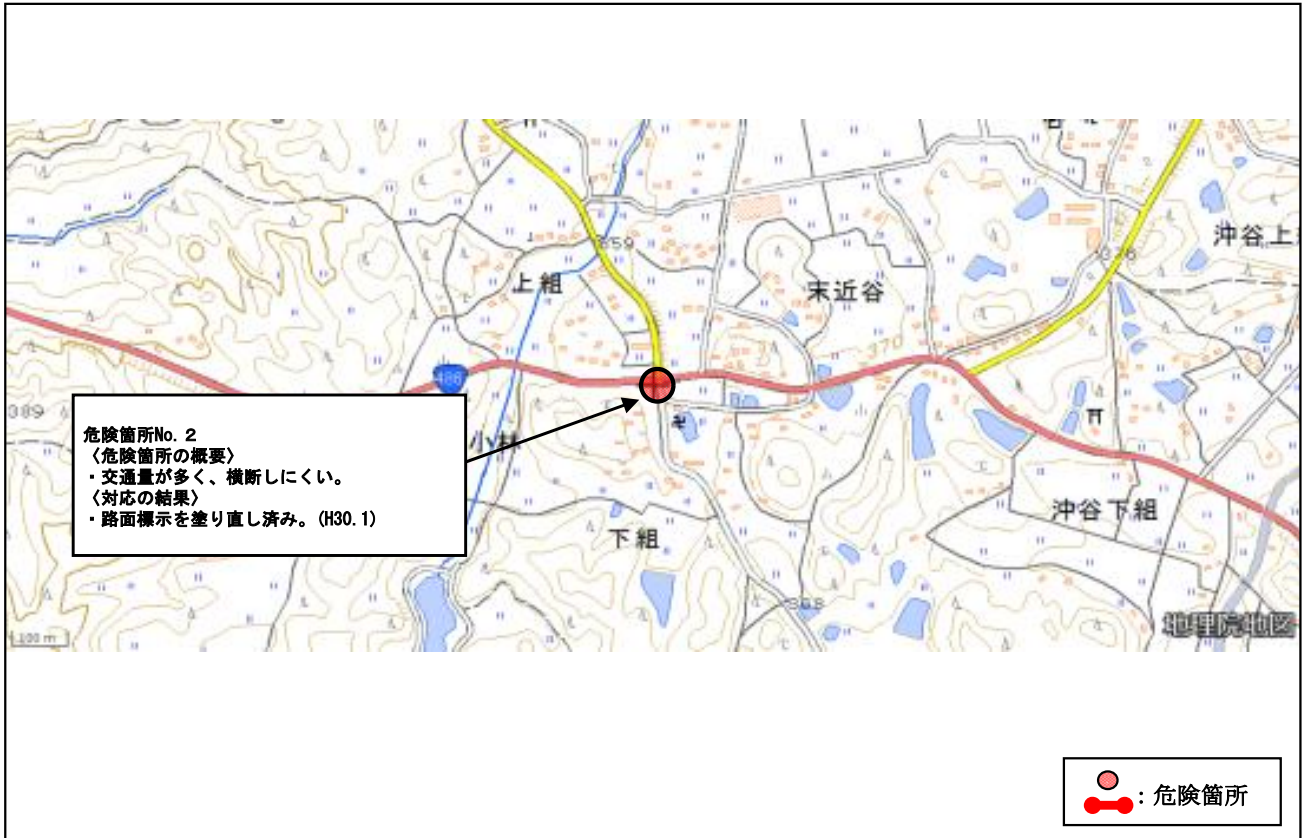 359
沖谷上
336
上組
末近谷
370
486
389
危険箇所No.2
〈危険箇所の概要〉
・交通量が多く、横断しにくい。
〈対応の結果〉
・路面標示を塗り直し済み。(H30.1)
小林
沖谷下組
下組
368
100 m
地理院地図
:危険箇所